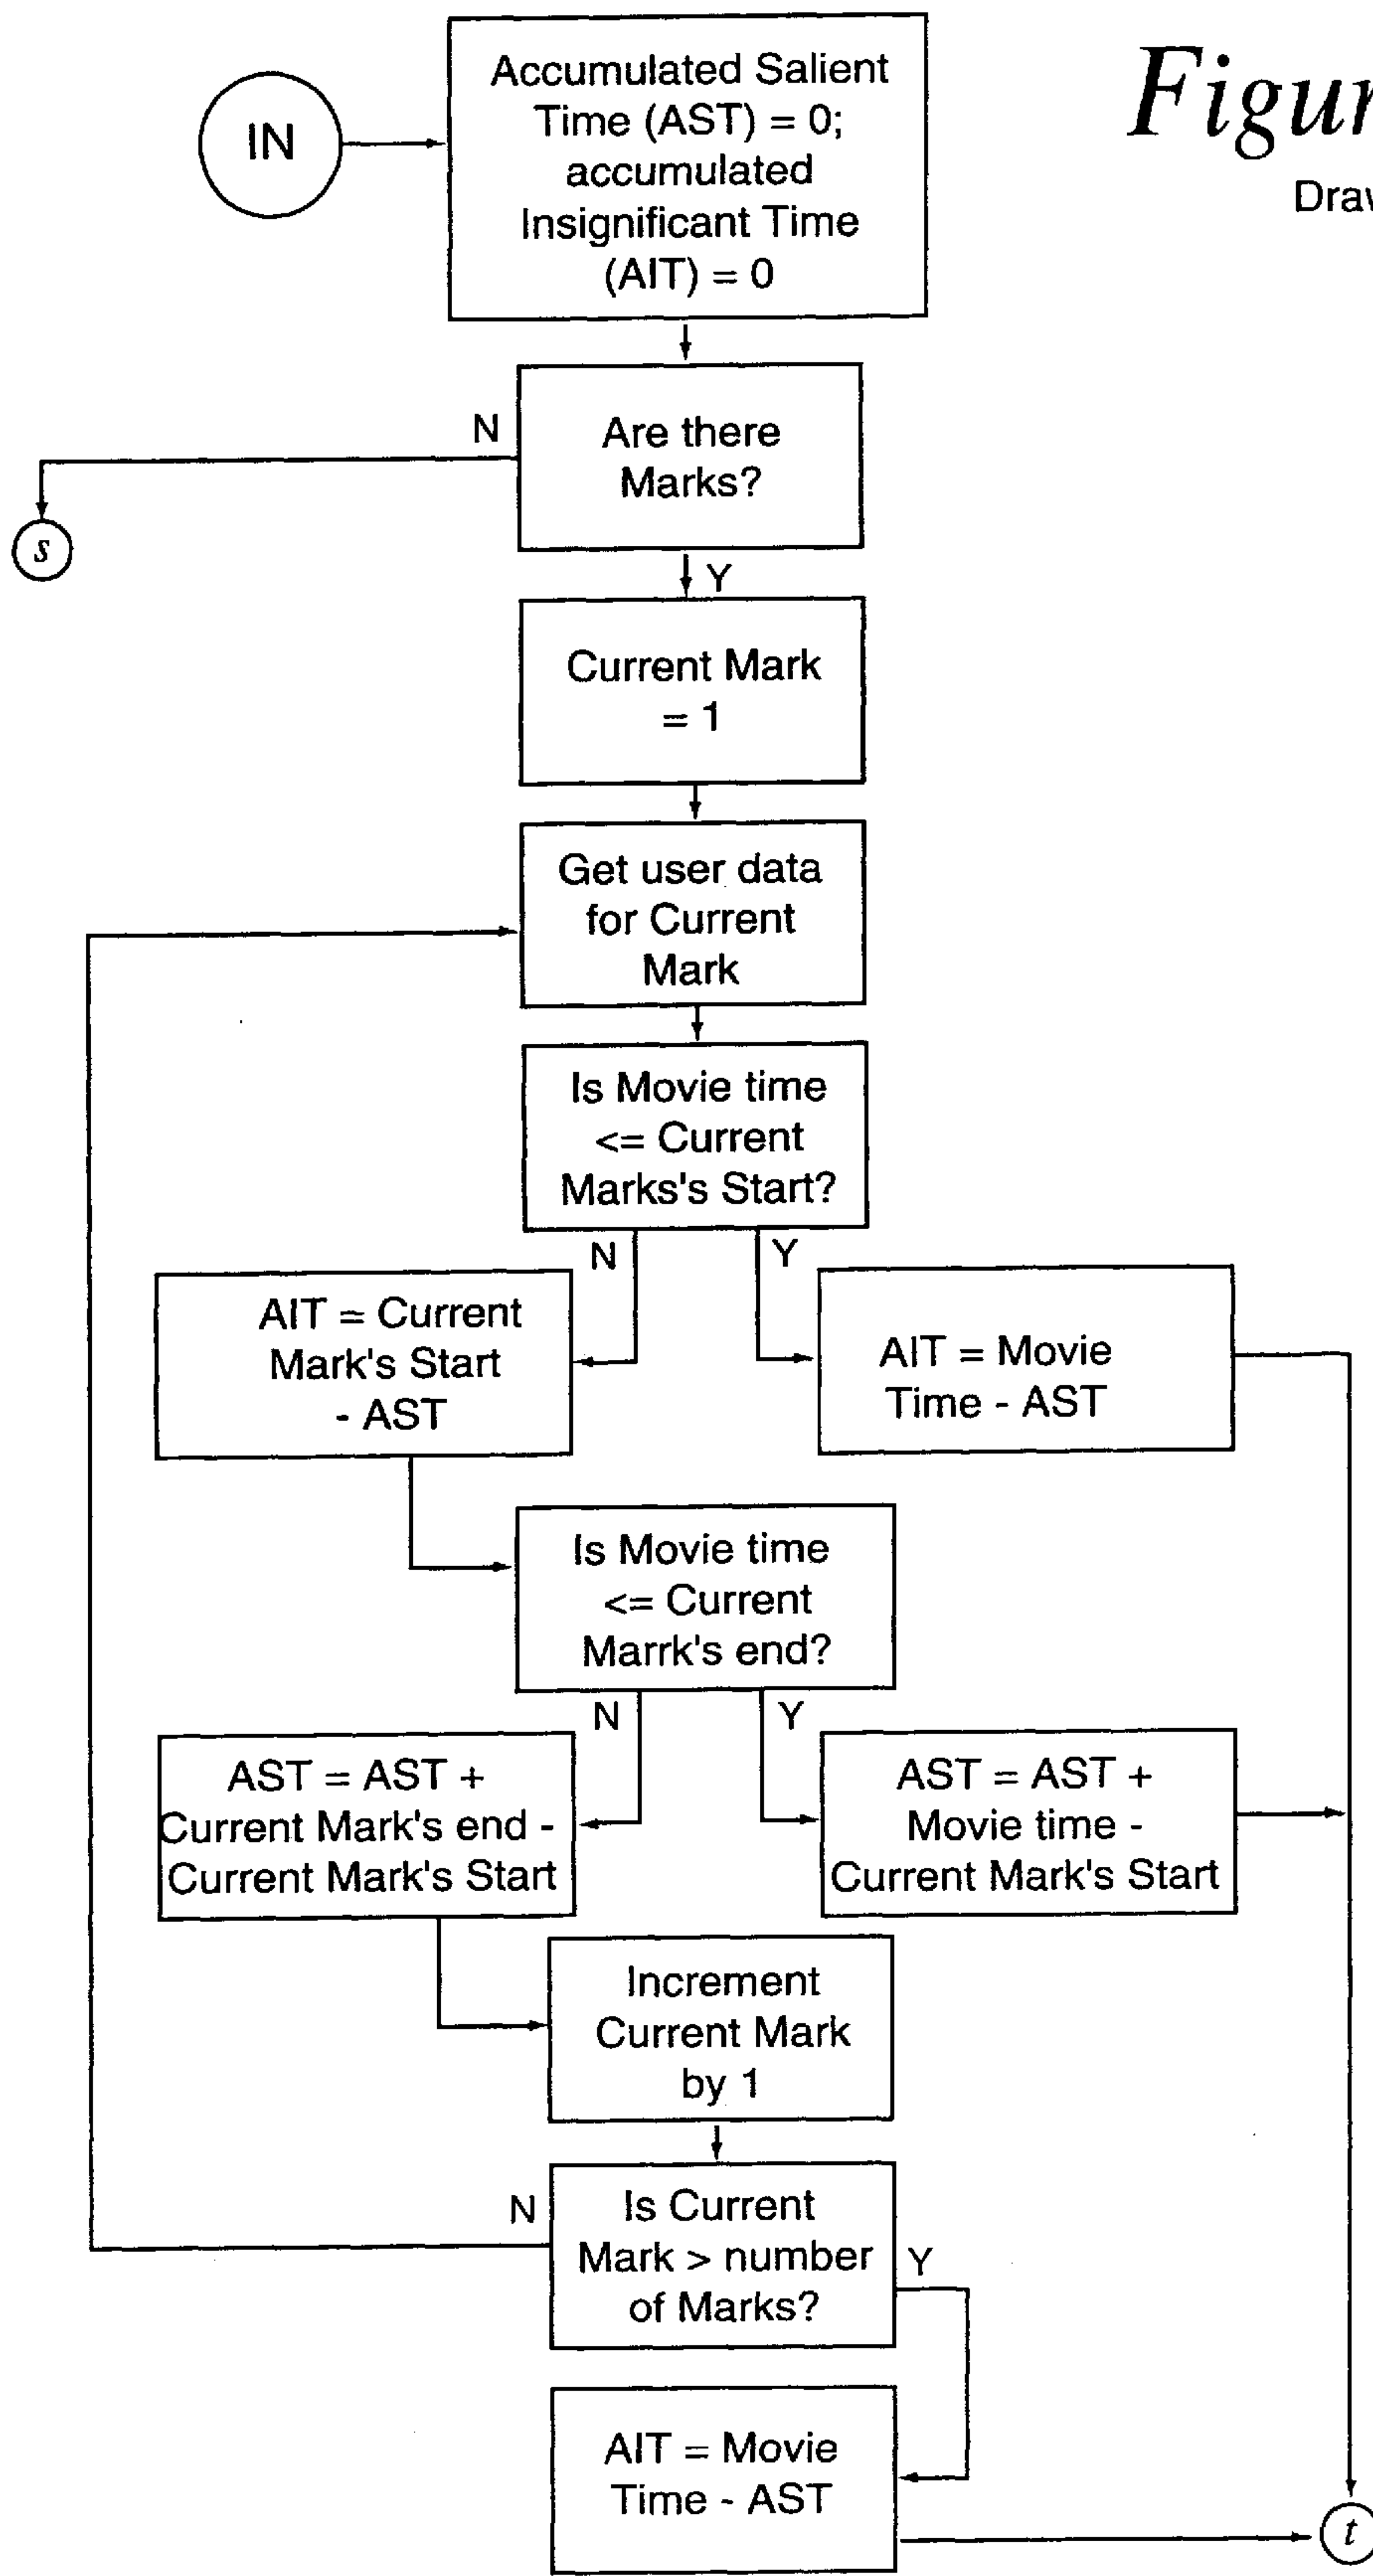 Accumulated Salient
Time (AST) = 0;
accumulated
Insignificant Time
(AIT) = 0
IN
Are there
Marks?
N
s
Y
Current Mark
= 1
Get user data
for Current
Mark
Is Movie time
<= Current
Marks's Start?
N
Y
AIT = Current
Mark's Start
- AST
AIT = Movie
Time - AST
Is Movie time
<= Current
Marrk's end?
N
Y
AST = AST +
Current Mark's end -
Current Mark's Start
AST = AST +
Movie time -
Current Mark's Start
Increment
Current Mark
by 1
Is Current
Mark > number
of Marks?
N
Y
AIT = Movie
Time - AST
t